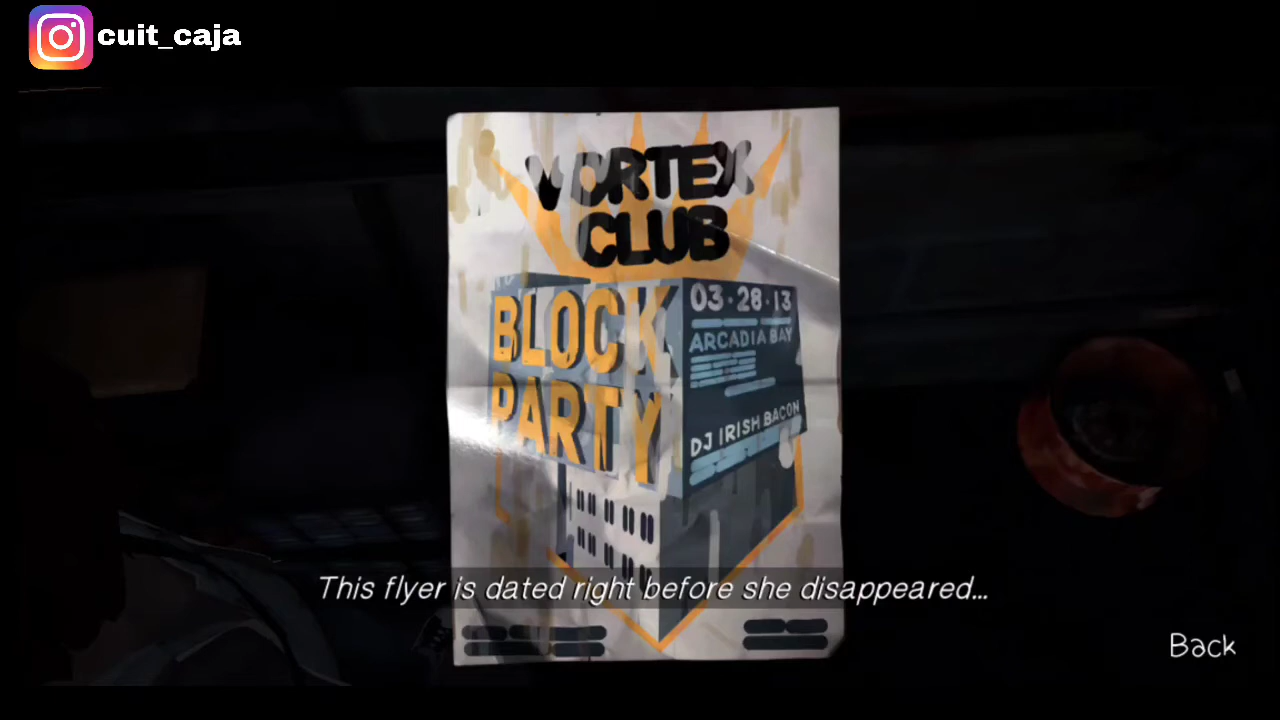 cuit_caja
VORTEX
CLUB
BLOCK
PARTY
03·28·13
ARCADIA BAY
DJ IRISH BACON
This flyer is dated right before she disappeared...
Back